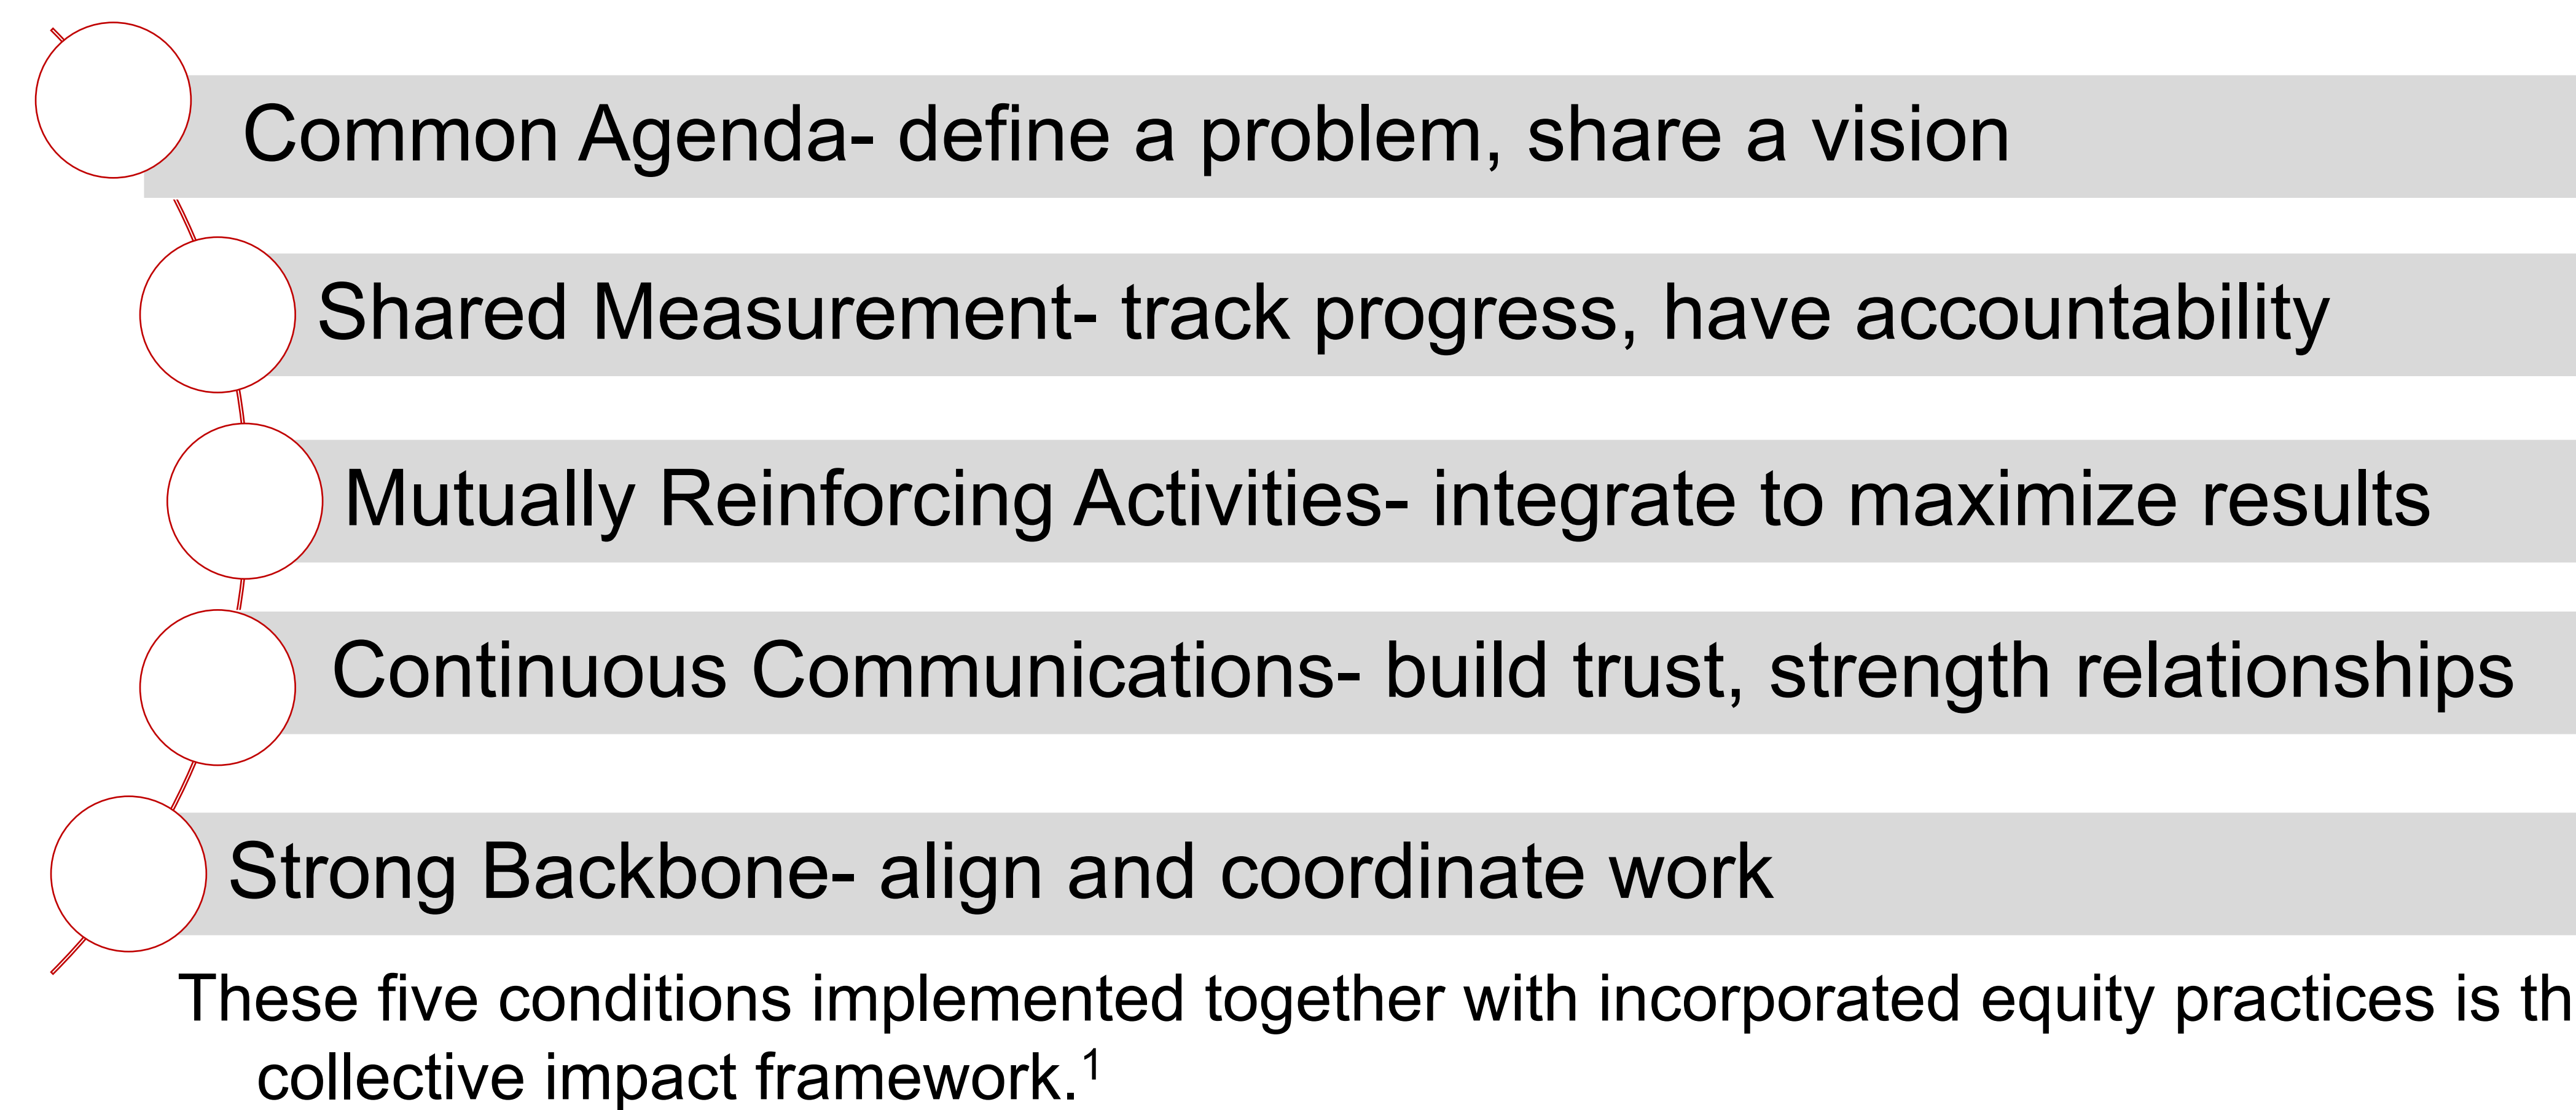 Common Agenda- define a problem, share a vision
Shared Measurement- track progress, have accountability
Mutually Reinforcing Activities- integrate to maximize results
Continuous Communications- build trust, strength relationships
Strong Backbone- align and coordinate work
These five conditions implemented together with incorporated equity practices is th
collective impact framework.¹